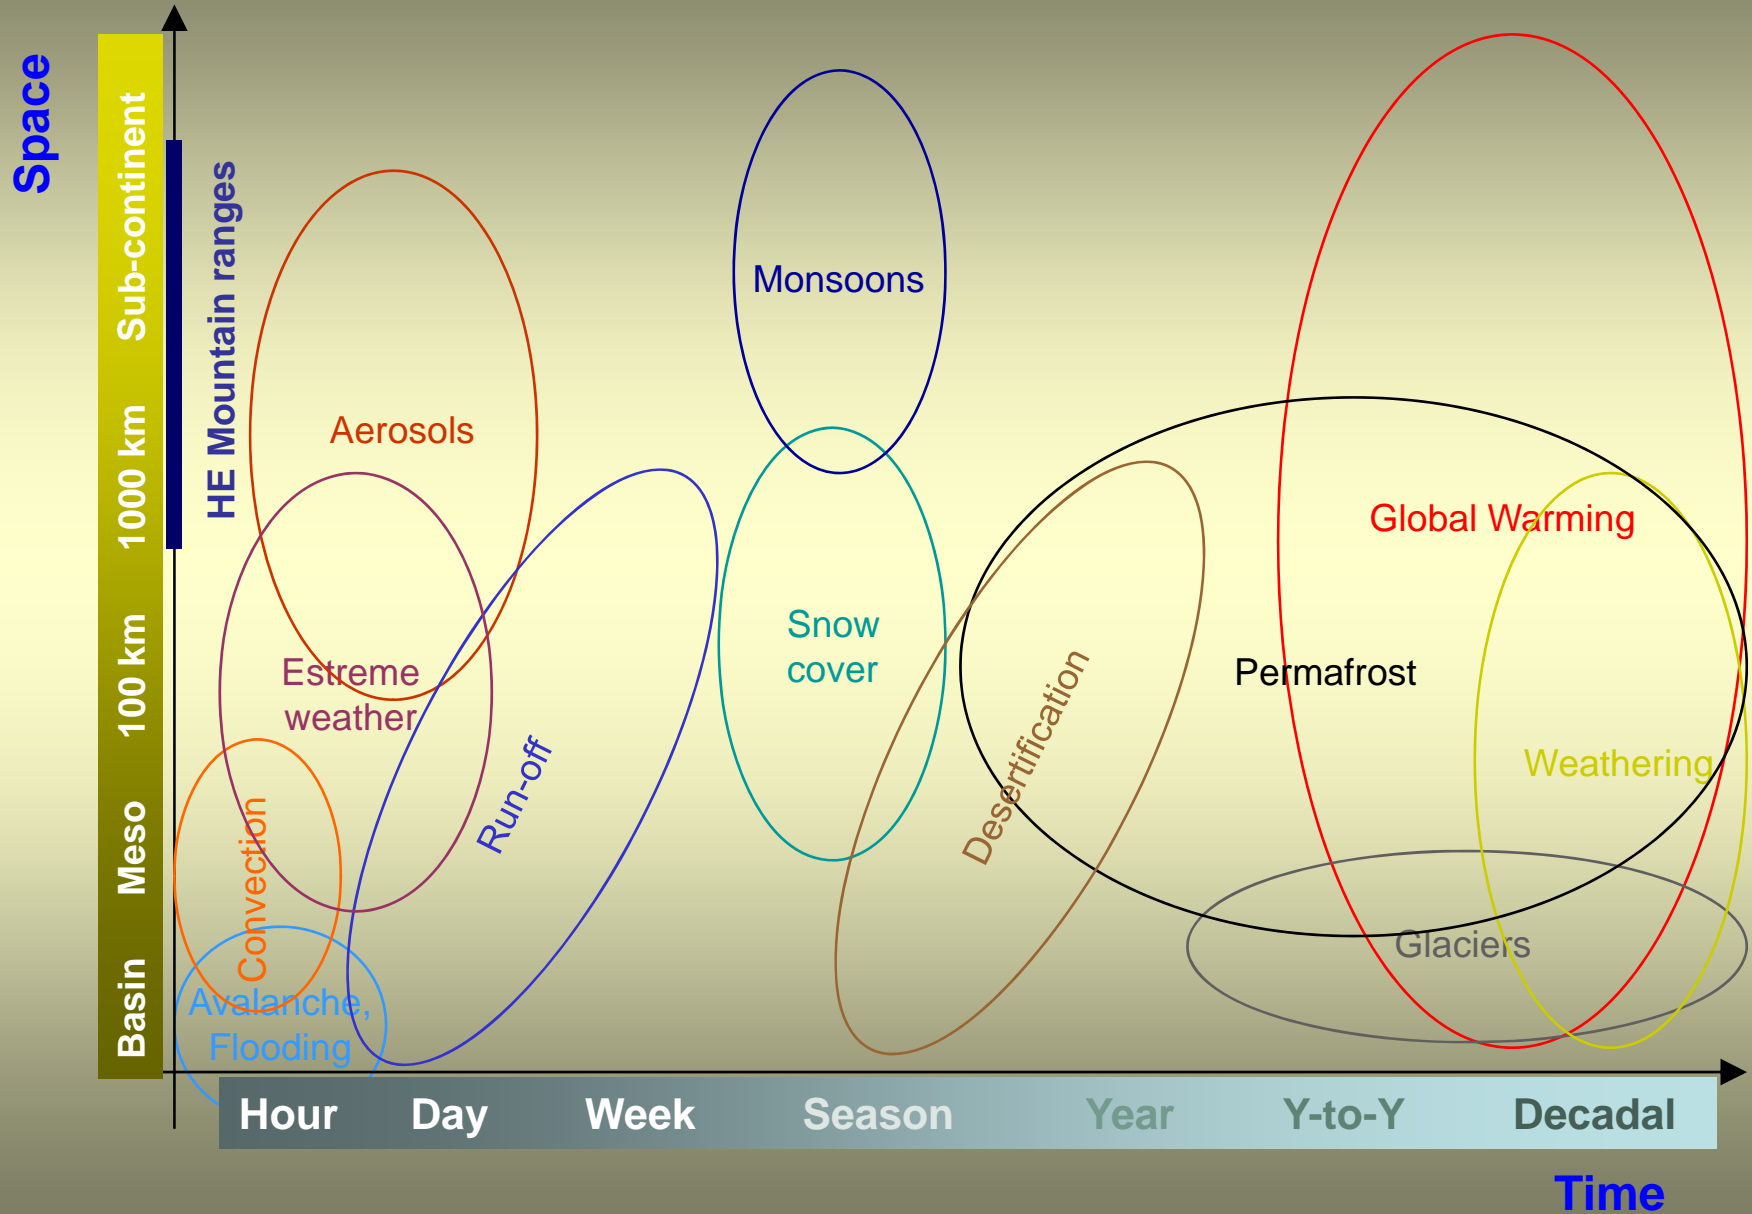 Space
Sub-continent
1000 km
100 km
Meso
Basin
HE Mountain ranges
Monsoons
Aerosols
Global Warming
Snow
cover
Estreme
weather
Permafrost
Desertification
Run-off
Weathering
Convection
Glaciers
Avalanche,
Flooding
Hour Day Week Season Year Y-to-Y Decadal
Time